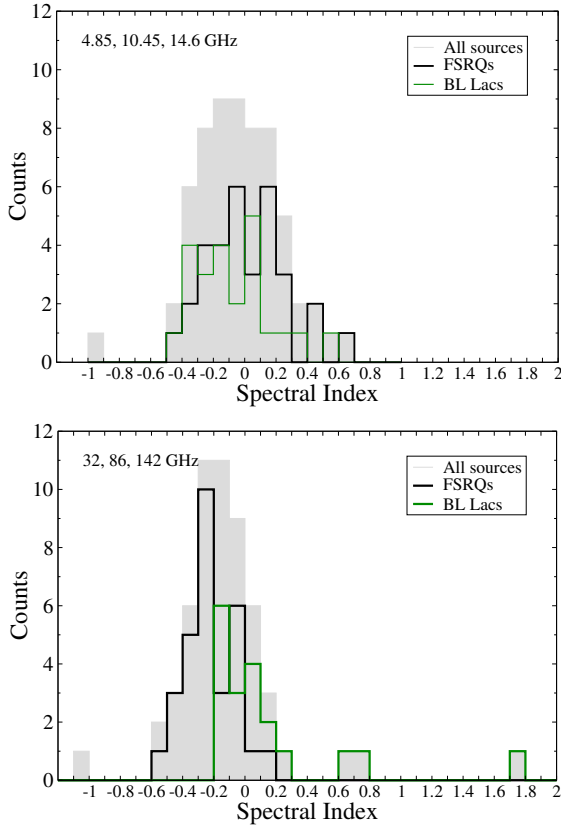 12
10
8
6
4
2
0
Counts
4.85, 10.45, 14.6 GHz
All sources
FSRQs
BL Lacs
-1 -0.8 -0.6 -0.4 -0.2 0 0.2 0.4 0.6 0.8 1 1.2 1.4 1.6 1.8 2
Spectral Index
12
10
8
6
4
2
0
Counts
32, 86, 142 GHz
All sources
FSRQs
BL Lacs
-1 -0.8 -0.6 -0.4 -0.2 0 0.2 0.4 0.6 0.8 1 1.2 1.4 1.6 1.8 2
Spectral Index